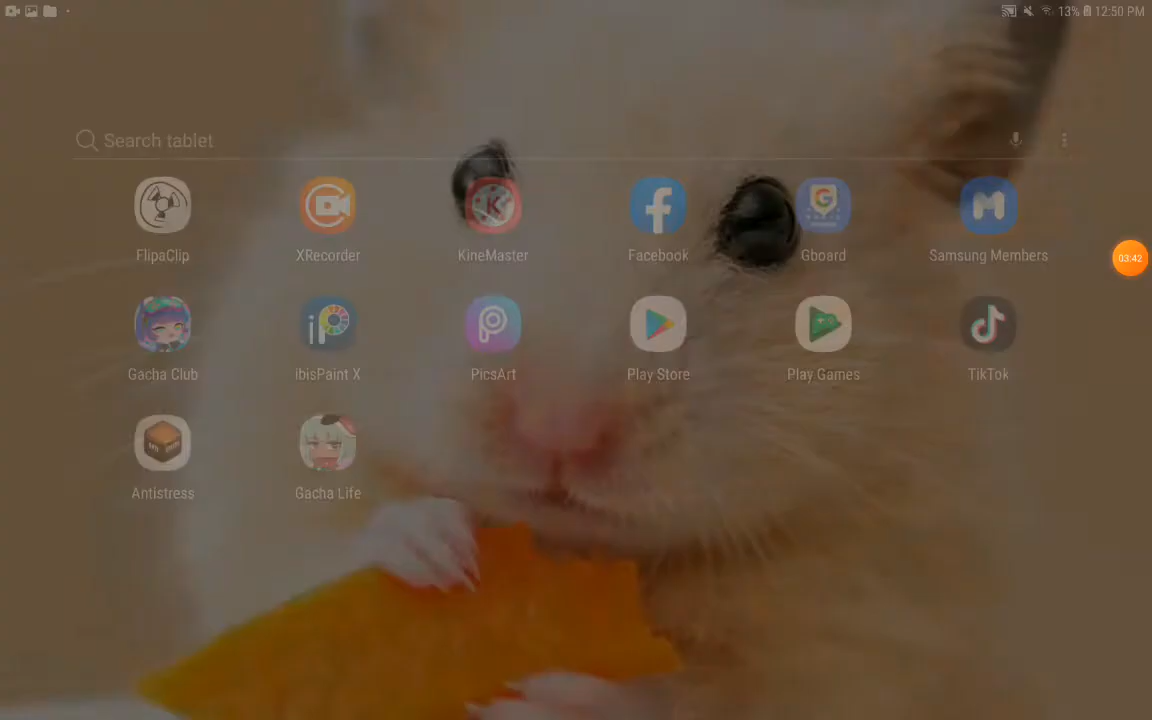 13% 12:50 PM
Search tablet
FlipaClip XRecorder KineMaster Facebook Gboard Samsung Members
03:42
Gacha Club ibisPaint X PicsArt Play Store Play Games TikTok
Antistress Gacha Life